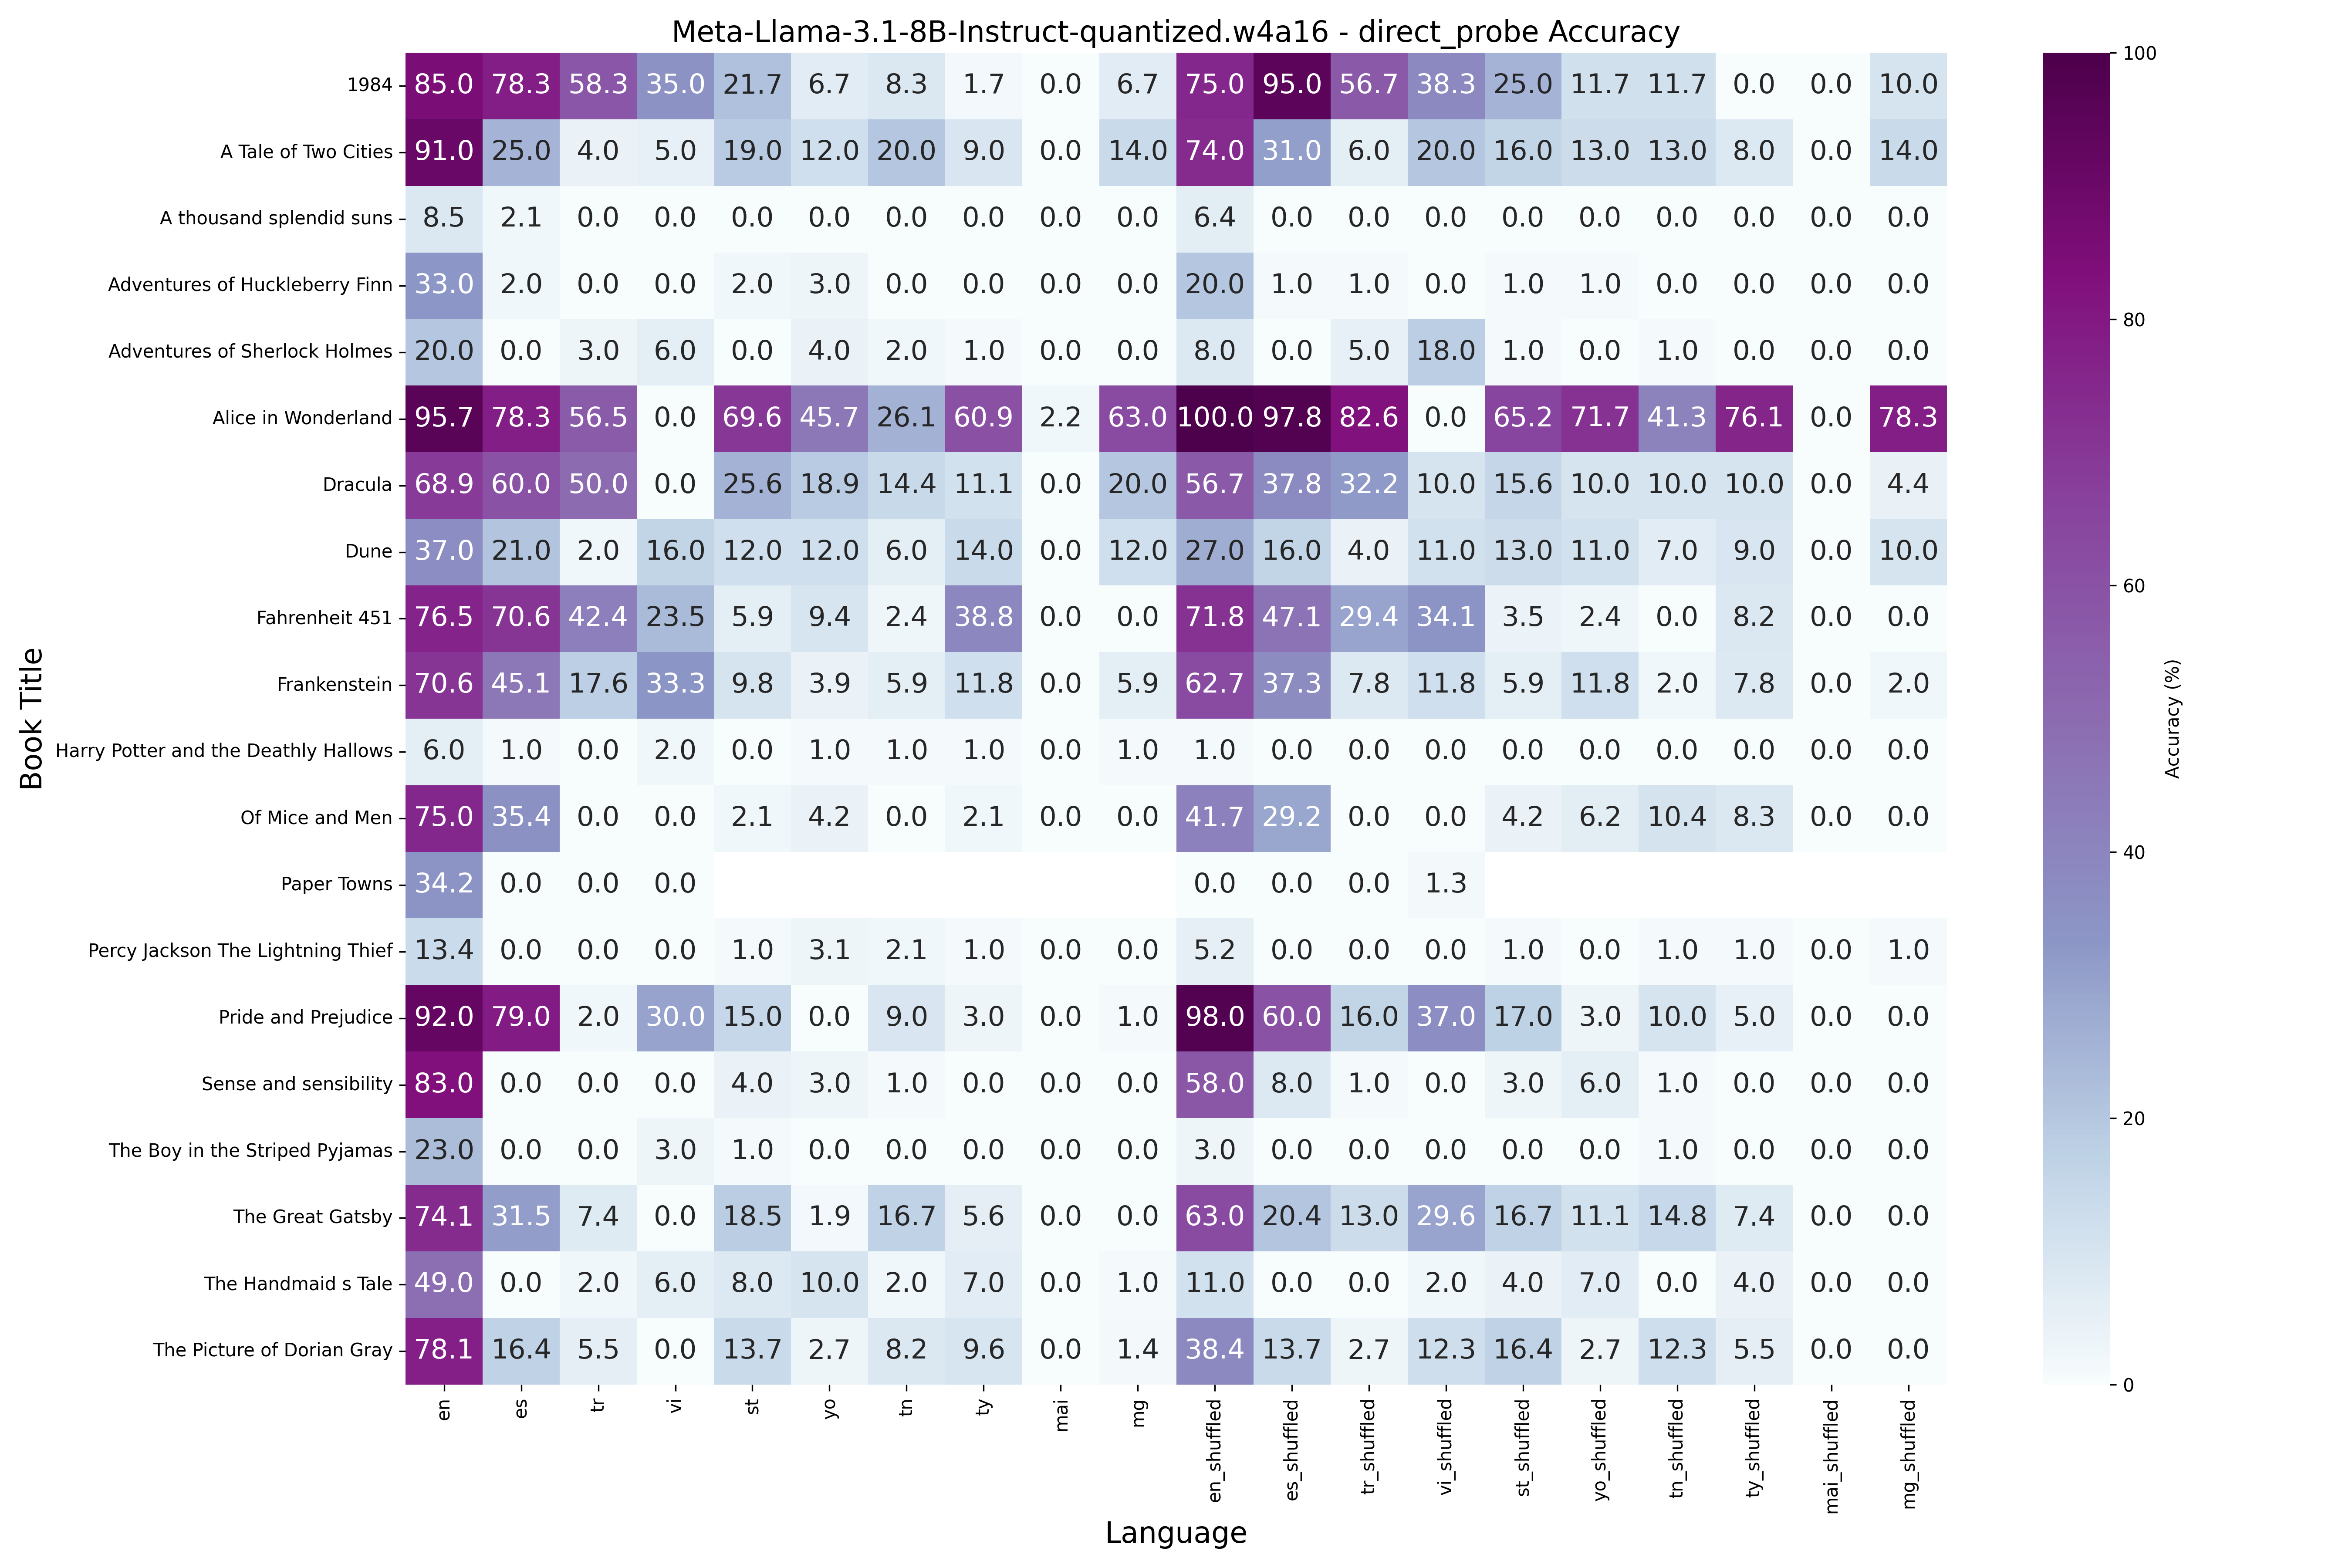 Meta-Llama-3.1-8B-Instruct-quantized.w4a16 - direct_probe Accuracy
1984 85.0 78.3 58.3 35.0 21.7 6.7 8.3 1.7 0.0 6.7 75.0 95.0 56.7 38.3 25.0 11.7 11.7 0.0 0.0 10.0
A Tale of Two Cities 91.0 25.0 4.0 5.0 19.0 12.0 20.0 9.0 0.0 14.0 74.0 31.0 6.0 20.0 16.0 13.0 13.0 8.0 0.0 14.0
A thousand splendid suns 8.5 2.1 0.0 0.0 0.0 0.0 0.0 0.0 0.0 0.0 6.4 0.0 0.0 0.0 0.0 0.0 0.0 0.0 0.0 0.0
Adventures of Huckleberry Finn 33.0 2.0 0.0 0.0 2.0 3.0 0.0 0.0 0.0 0.0 20.0 1.0 1.0 0.0 1.0 1.0 0.0 0.0 0.0 0.0
Adventures of Sherlock Holmes 20.0 0.0 3.0 6.0 0.0 4.0 2.0 1.0 0.0 0.0 8.0 0.0 5.0 18.0 1.0 0.0 1.0 0.0 0.0 0.0
Alice in Wonderland 95.7 78.3 56.5 0.0 69.6 45.7 26.1 60.9 2.2 63.0 100.0 97.8 82.6 0.0 65.2 71.7 41.3 76.1 0.0 78.3
Dracula 68.9 60.0 50.0 0.0 25.6 18.9 14.4 11.1 0.0 20.0 56.7 37.8 32.2 10.0 15.6 10.0 10.0 10.0 0.0 4.4
Dune 37.0 21.0 2.0 16.0 12.0 12.0 6.0 14.0 0.0 12.0 27.0 16.0 4.0 11.0 13.0 11.0 7.0 9.0 0.0 10.0
Fahrenheit 451 76.5 70.6 42.4 23.5 5.9 9.4 2.4 38.8 0.0 0.0 71.8 47.1 29.4 34.1 3.5 2.4 0.0 8.2 0.0 0.0
Frankenstein 70.6 45.1 17.6 33.3 9.8 3.9 5.9 11.8 0.0 5.9 62.7 37.3 7.8 11.8 5.9 11.8 2.0 7.8 0.0 2.0
Harry Potter and the Deathly Hallows 6.0 1.0 0.0 2.0 0.0 1.0 1.0 1.0 0.0 1.0 1.0 0.0 0.0 0.0 0.0 0.0 0.0 0.0 0.0 0.0
Of Mice and Men 75.0 35.4 0.0 0.0 2.1 4.2 0.0 2.1 0.0 0.0 41.7 29.2 0.0 0.0 4.2 6.2 10.4 8.3 0.0 0.0
Paper Towns 34.2 0.0 0.0 0.0 0.0 0.0 0.0 1.3
Percy Jackson The Lightning Thief 13.4 0.0 0.0 0.0 1.0 3.1 2.1 1.0 0.0 0.0 5.2 0.0 0.0 0.0 1.0 0.0 1.0 1.0 0.0 1.0
Pride and Prejudice 92.0 79.0 2.0 30.0 15.0 0.0 9.0 3.0 0.0 1.0 98.0 60.0 16.0 37.0 17.0 3.0 10.0 5.0 0.0 0.0
Sense and sensibility 83.0 0.0 0.0 0.0 4.0 3.0 1.0 0.0 0.0 0.0 58.0 8.0 1.0 0.0 3.0 6.0 1.0 0.0 0.0 0.0
The Boy in the Striped Pyjamas 23.0 0.0 0.0 3.0 1.0 0.0 0.0 0.0 0.0 0.0 3.0 0.0 0.0 0.0 0.0 0.0 1.0 0.0 0.0 0.0
The Great Gatsby 74.1 31.5 7.4 0.0 18.5 1.9 16.7 5.6 0.0 0.0 63.0 20.4 13.0 29.6 16.7 11.1 14.8 7.4 0.0 0.0
The Handmaid s Tale 49.0 0.0 2.0 6.0 8.0 10.0 2.0 7.0 0.0 1.0 11.0 0.0 0.0 2.0 4.0 7.0 0.0 4.0 0.0 0.0
The Picture of Dorian Gray 78.1 16.4 5.5 0.0 13.7 2.7 8.2 9.6 0.0 1.4 38.4 13.7 2.7 12.3 16.4 2.7 12.3 5.5 0.0 0.0
en es tr vi st yo tn ty mai mg en_shuffled es_shuffled tr_shuffled vi_shuffled st_shuffled yo_shuffled tn_shuffled ty_shuffled mai_shuffled mg_shuffled
Language
Book Title
100
80
60
40
20
0
Accuracy (%)